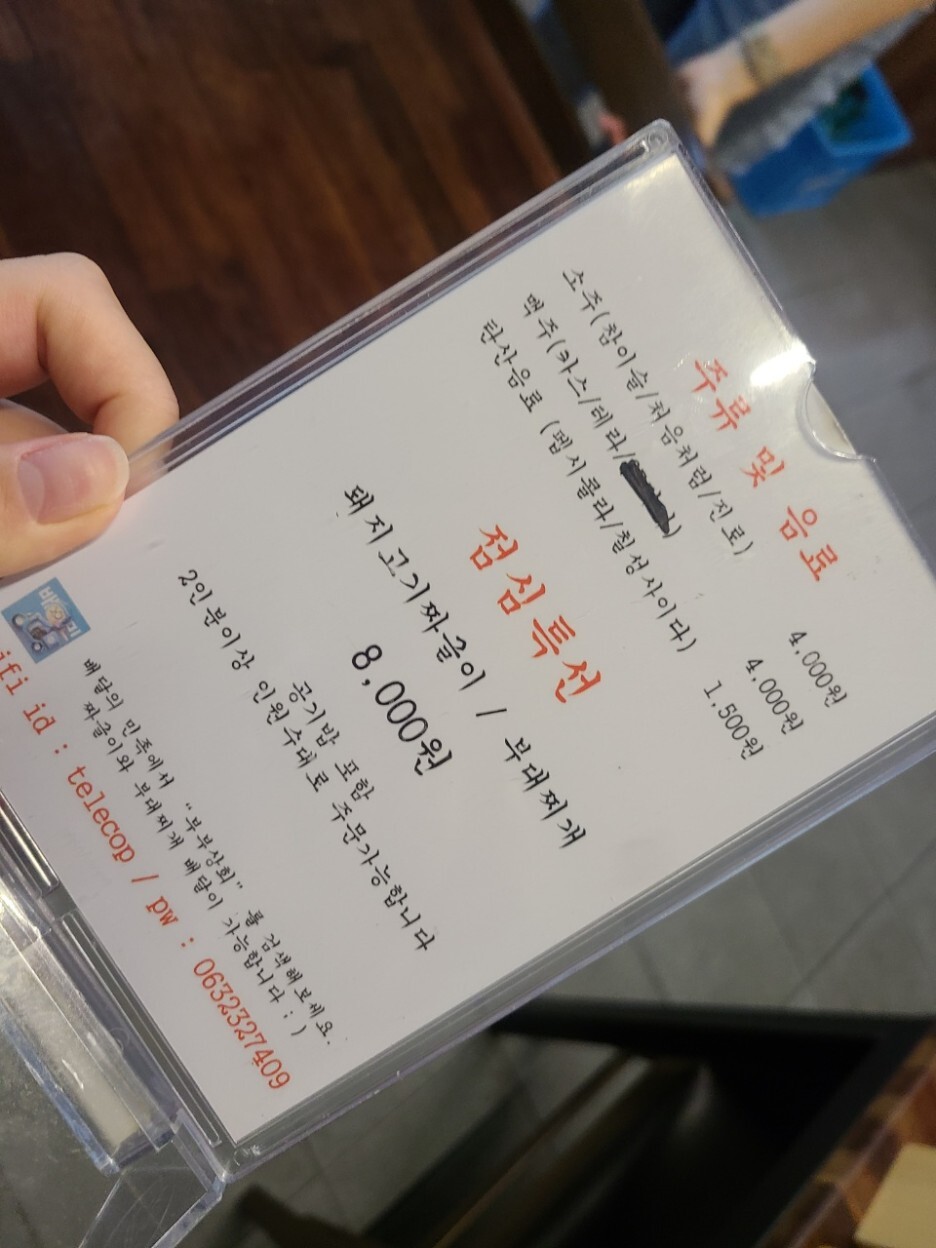 주류 및 음료
소주(참이슬/처음처럼/진로) 4,000원
맥주(카스/테라/) 4,000원
탄산음료 (펩시콜라/칠성사이다) 1,500원
점심특선
돼지고기짜글이 / 부대찌개
8,000원
공기밥 포함
2인분이상 인원수대로 주문가능합니다
배달의 민족에서 "부부상회" 를 검색해보세요.
짜글이와 부대찌개 배달이 가능합니다 : )
ifi id : telecop / pw : 0632327409